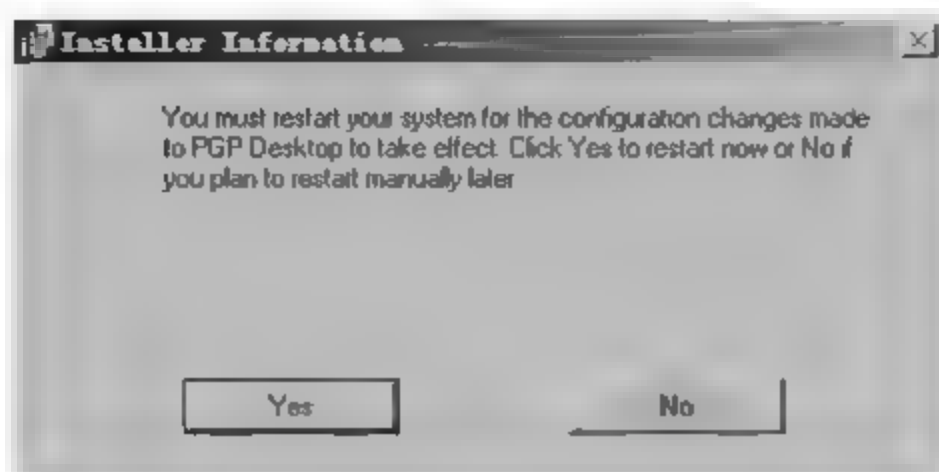 Installer Information
You must restart your system for the configuration changes made
to PGP Desktop to take effect. Click Yes to restart now or No if
you plan to restart manually later.
Yes
No